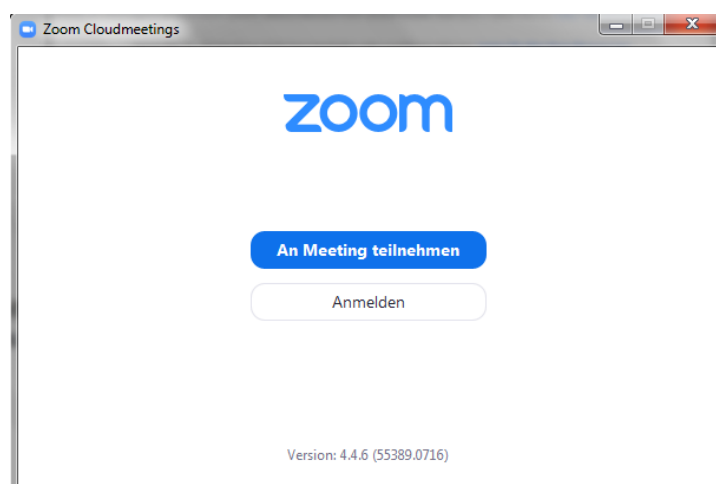 Zoom Cloudmeetings
zoom
An Meeting teilnehmen
Anmelden
Version: 4.4.6 (55389.0716)